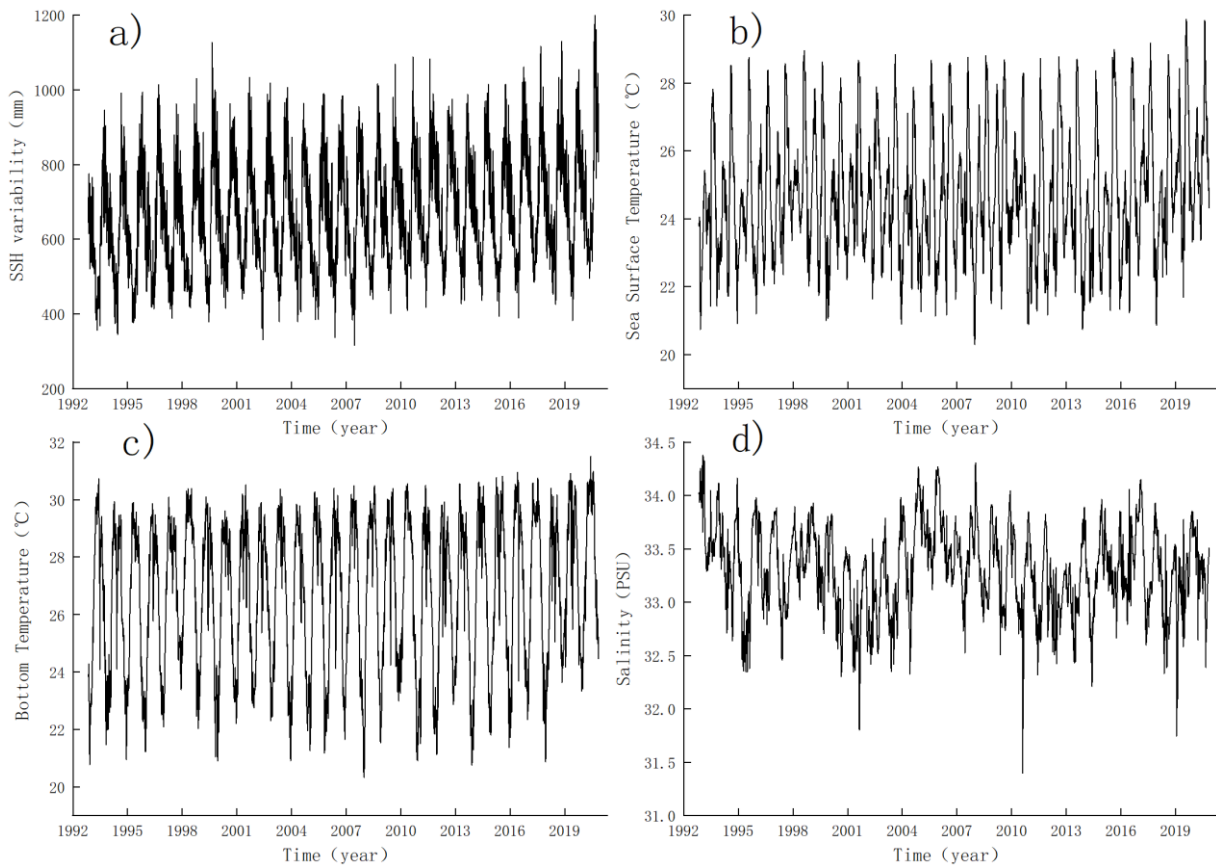 a)
SSH variability (mm)
1200
1000
800
600
400
200
1992 1995 1998 2001 2004 2007 2010 2013 2016 2019
Time (year)
b)
Sea Surface Temperature (℃)
30
28
26
24
22
20
1992 1995 1998 2001 2004 2007 2010 2013 2016 2019
Time (year)
c)
Bottom Temperature (℃)
32
30
28
26
24
22
20
1992 1995 1998 2001 2004 2007 2010 2013 2016 2019
Time (year)
d)
Salinity (PSU)
34.5
34.0
33.5
33.0
32.5
32.0
31.5
31.0
1992 1995 1998 2001 2004 2007 2010 2013 2016 2019
Time (year)